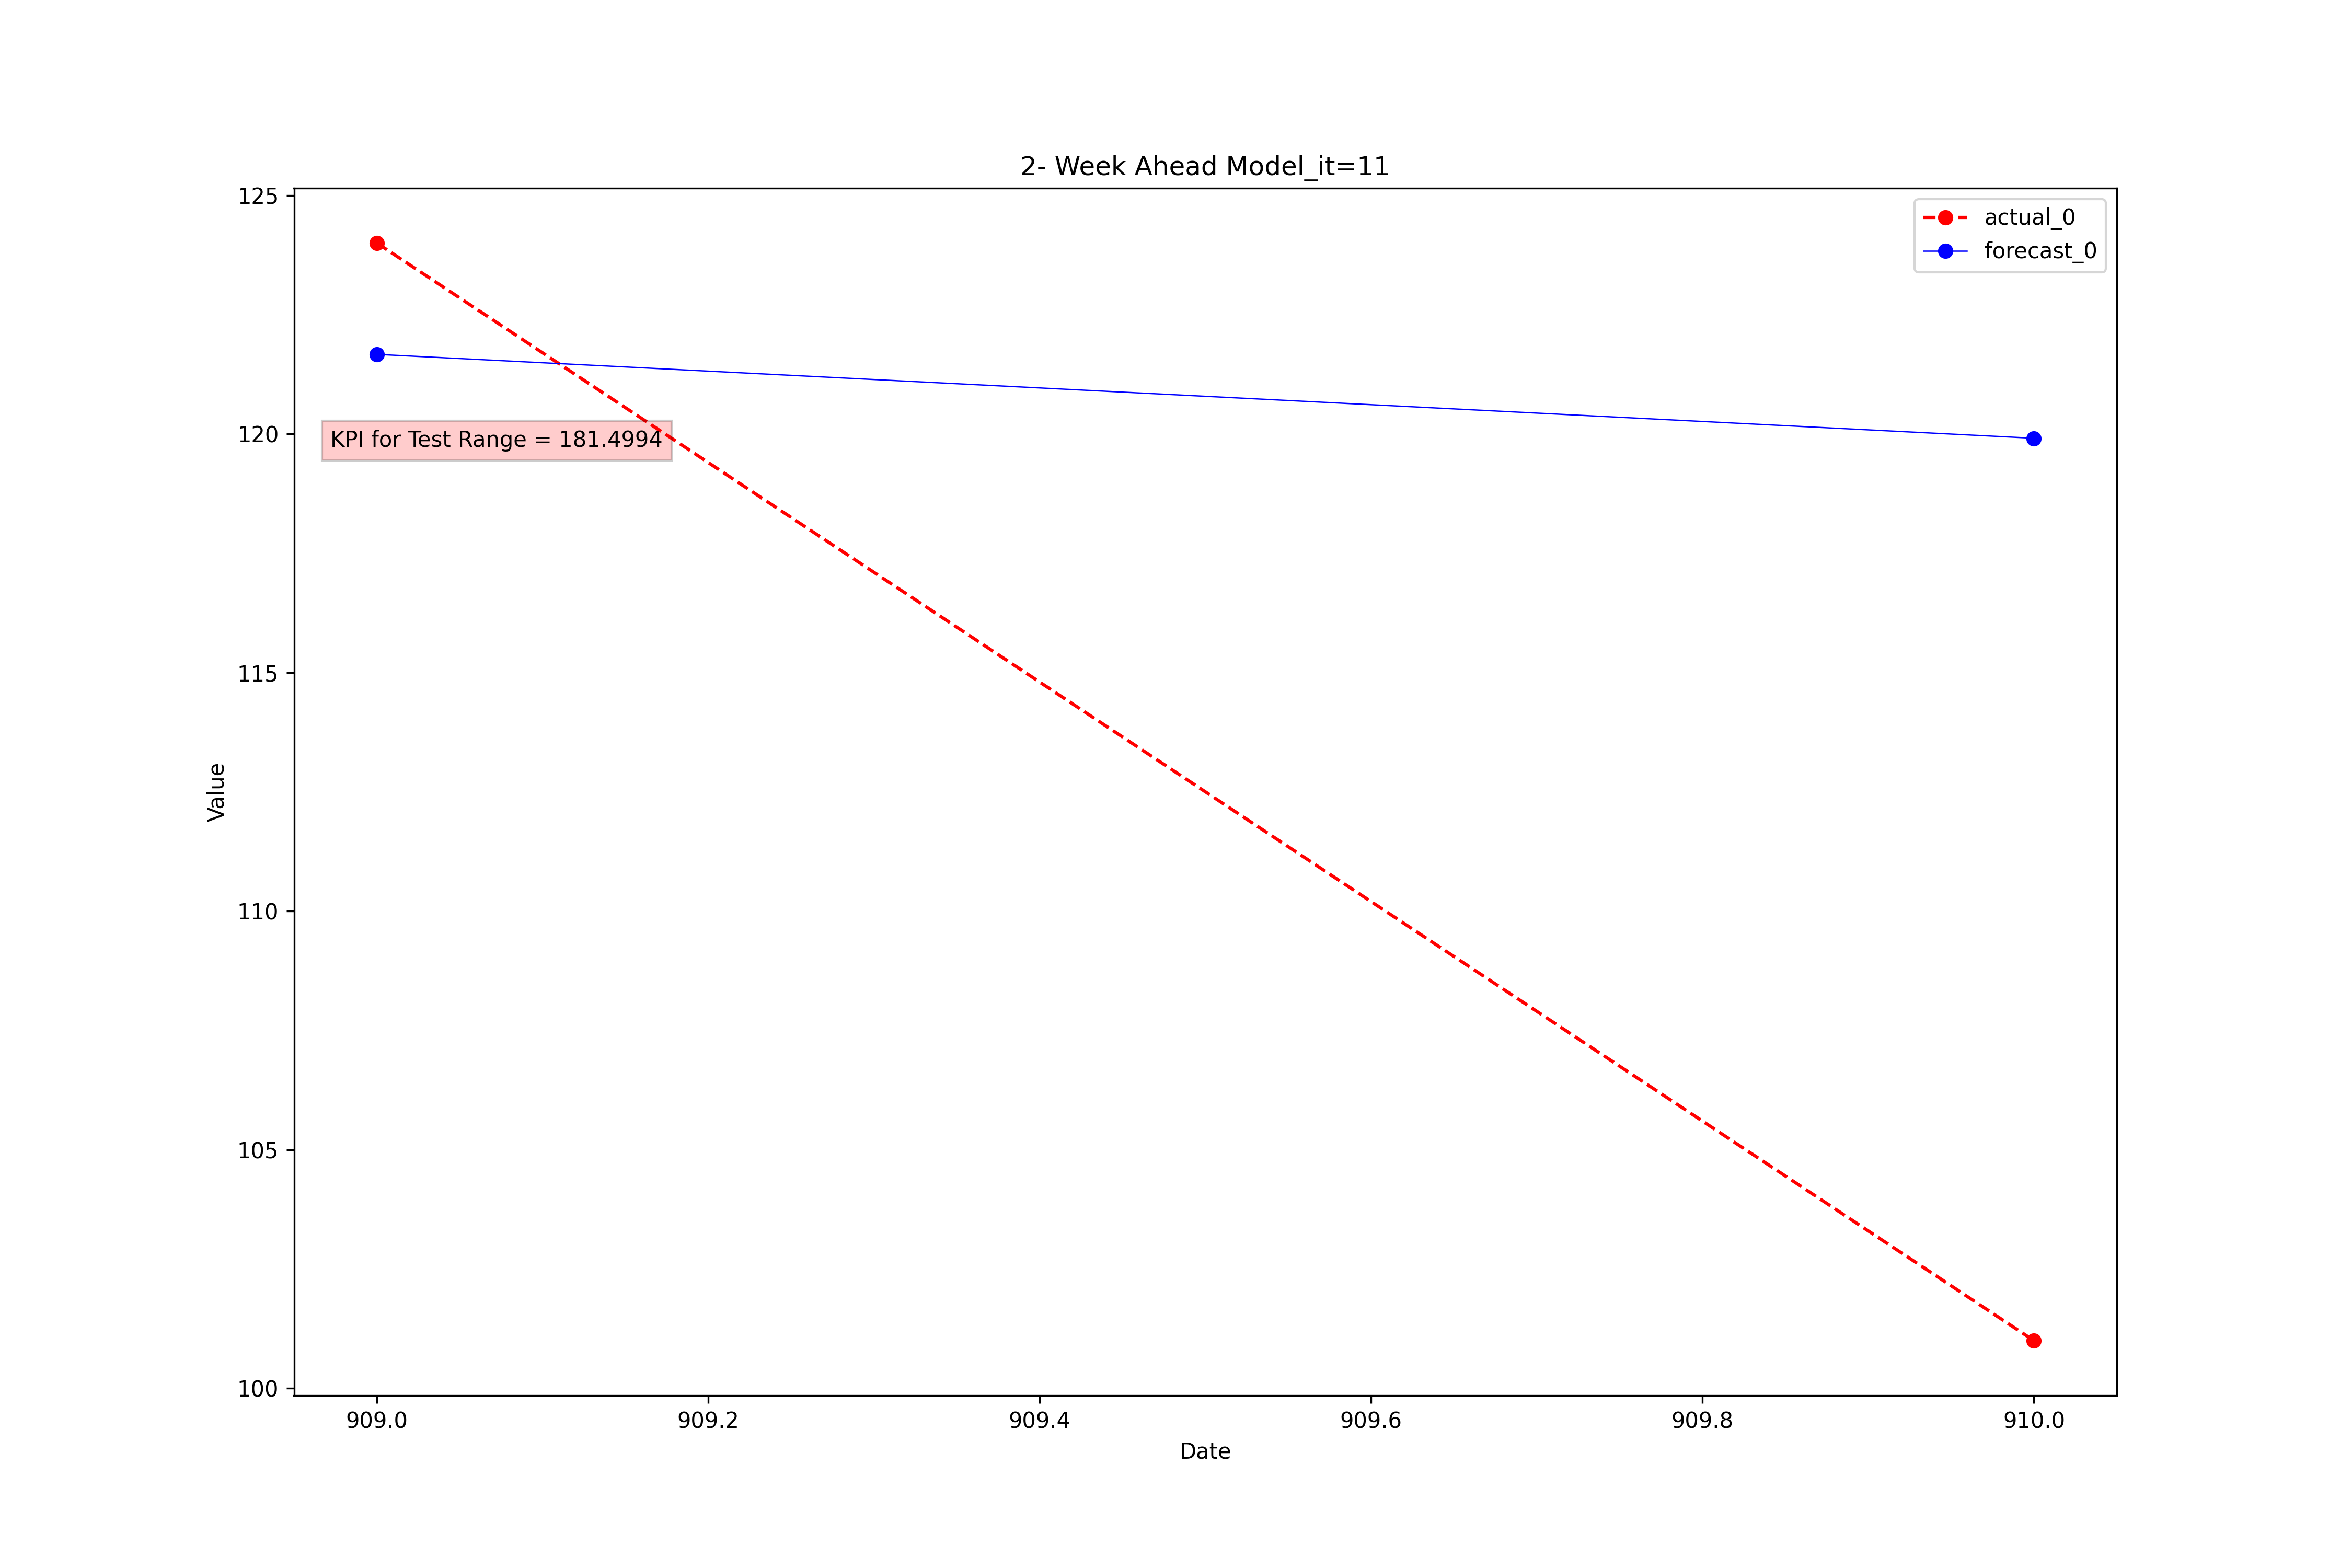 2- Week Ahead Model_it=11
actual_0
forecast_0
KPI for Test Range = 181.4994
Value
125
120
115
110
105
100
909.0 909.2 909.4 909.6 909.8 910.0
Date